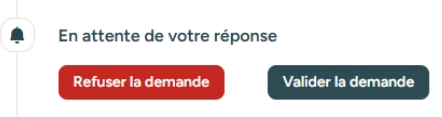 En attente de votre réponse
Refuser la demande Valider la demande